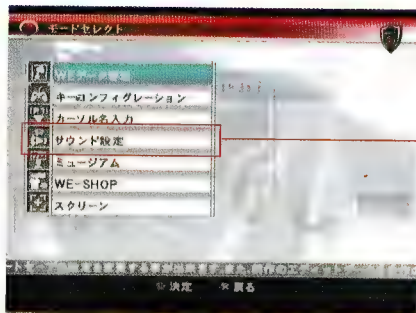 モードセレクト
キーコンフィグレーション
カーソル名入力
サウンド設定
ミュージアム
WE-SHOP
スクリーン
決定 戻る